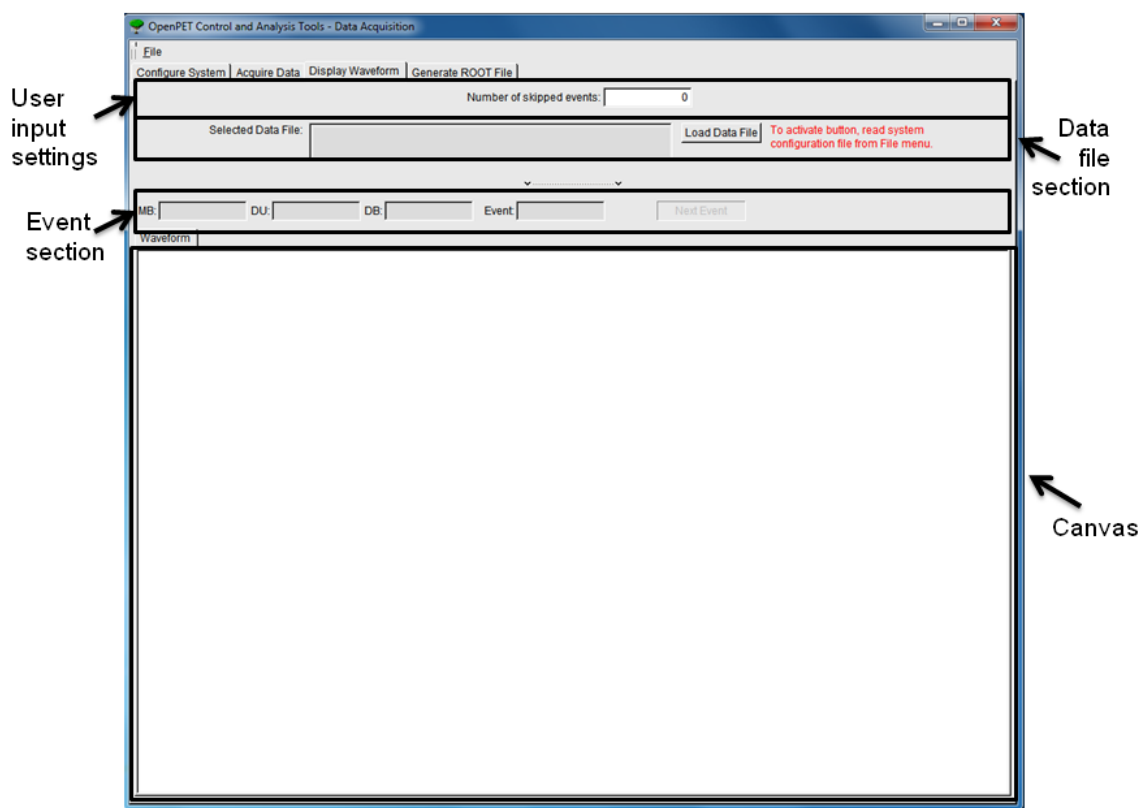 OpenPET Control and Analysis Tools - Data Acquisition
File
Configure System Acquire Data Display Waveform Generate ROOT File
User
input
settings
Number of skipped events: 0
Selected Data File: Load Data File
To activate button, read system
configuration file from File menu.
Data
file
section
Event
section
MB: DU: DB: Event: Next Event
Waveform
Canvas